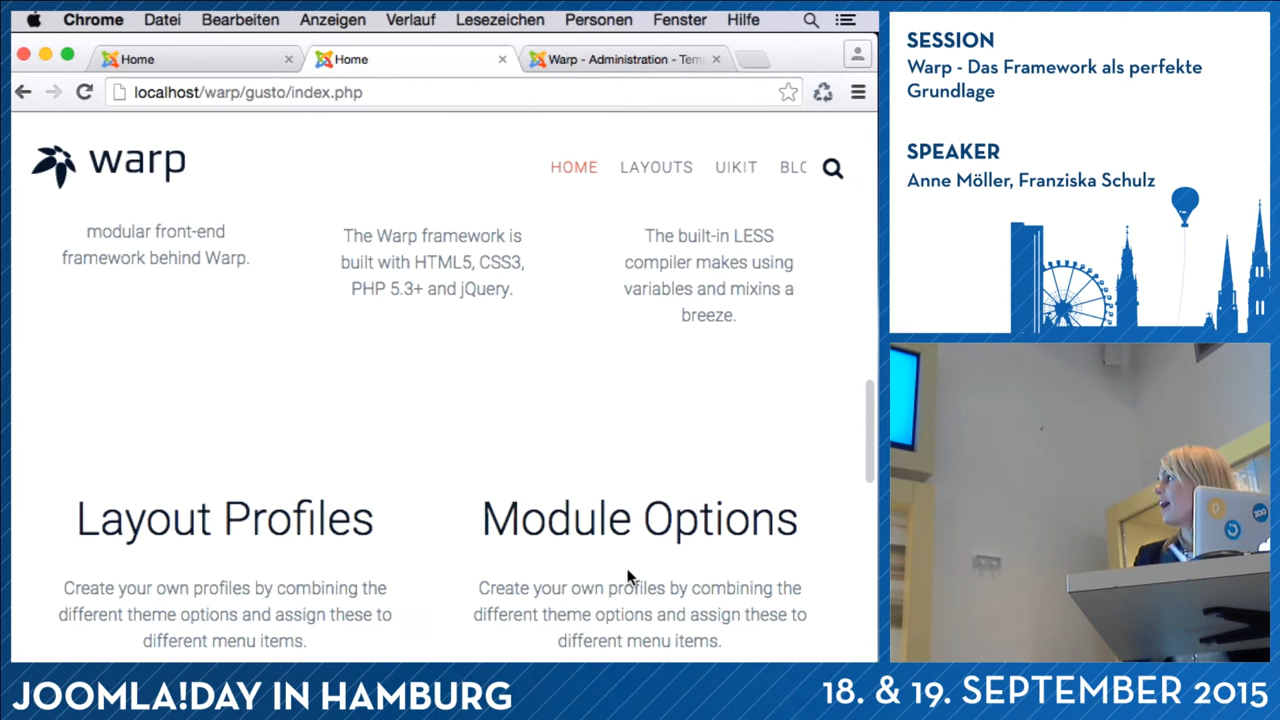 Chrome Datei Bearbeiten Anzeigen Verlauf Lesezeichen Personen Fenster Hilfe
Home Home Warp - Administration - Tem
localhost/warp/gusto/index.php
warp HOME LAYOUTS UIKIT BLO
modular front-end
framework behind Warp.
The Warp framework is
built with HTML5, CSS3,
PHP 5.3+ and jQuery.
The built-in LESS
compiler makes using
variables and mixins a
breeze.
Layout Profiles
Create your own profiles by combining the
different theme options and assign these to
different menu items.
Module Options
Create your own profiles by combining the
different theme options and assign these to
different menu items.
SESSION
Warp - Das Framework als perfekte
Grundlage
SPEAKER
Anne Möller, Franziska Schulz
ZOO
JOOMLA!DAY IN HAMBURG
18. & 19. SEPTEMBER 2015